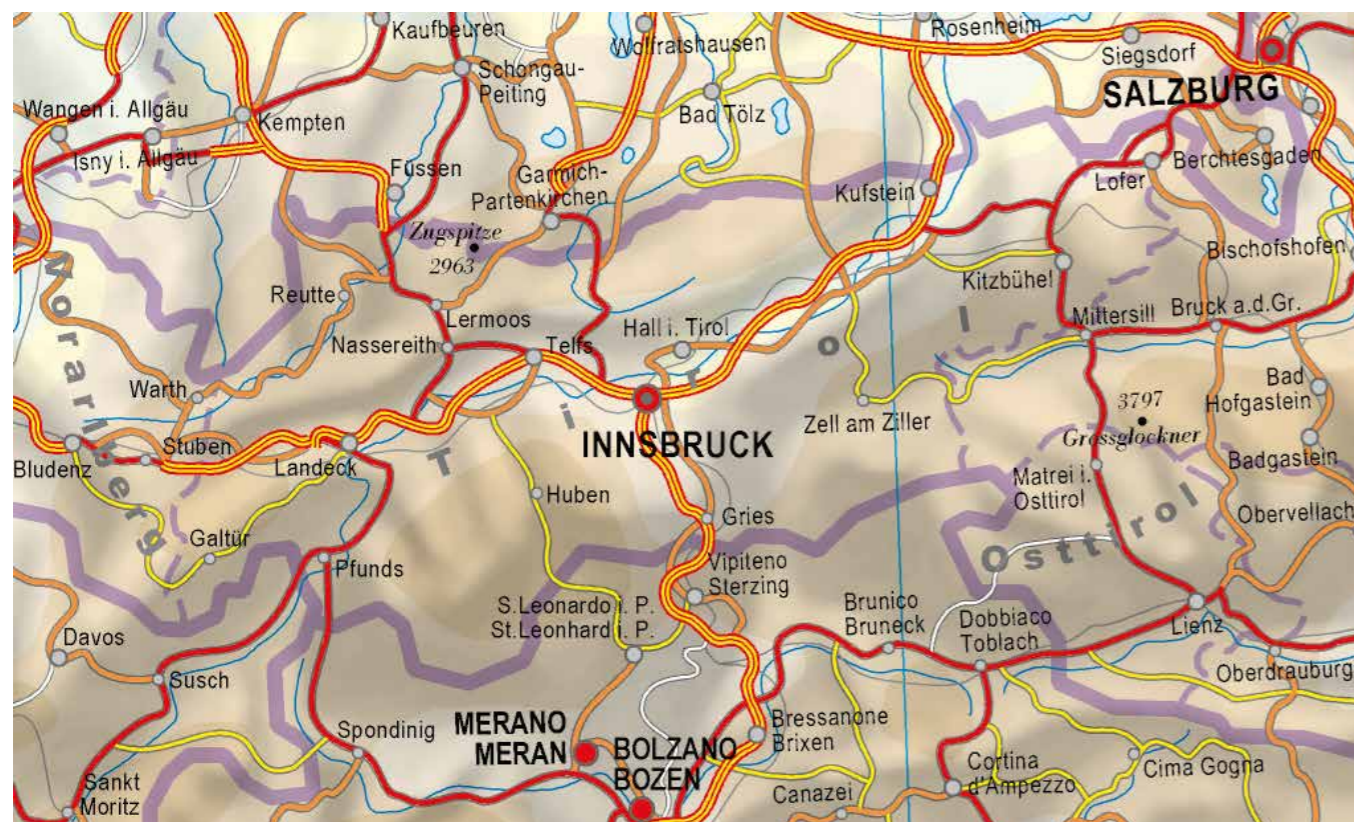 Kaufbeuren
Wolfratshausen
Rosenheim
Siegsdorf
SALZBURG
Schongau-
Peiting
Wangen i. Allgäu
Kempten
Isny i. Allgäu
Bad Tölz
Berchtesgaden
Lofer
Füssen
Garmich-
Partenkirchen
Kufstein
Zugspitze
2963
Bischofshofen
Kitzbühel
Reutte
Lermoos
Hall i. Tirol
Mittersill
Bruck a.d.Gr.
Nassereith
Telfs
Warth
Vorarlberg
Tirol
INNSBRUCK
Zell am Ziller
3797
Grossglockner
Bad
Hofgastein
Badgastein
Bludenz
Stuben
Landeck
Huben
Matrei i.
Osttirol
Gries
Obervellach
Osttirol
Galtür
Pfunds
Vipiteno
Sterzing
S.Leonardo i. P.
St.Leonhard i. P.
Brunico
Bruneck
Dobbiaco
Toblach
Lienz
Davos
Susch
Oberdrauburg
Spondinig
MERANO
MERAN
BOLZANO
BOZEN
Bressanone
Brixen
Cortina
d'Ampezzo
Cima Gogna
Sankt
Moritz
Canazei